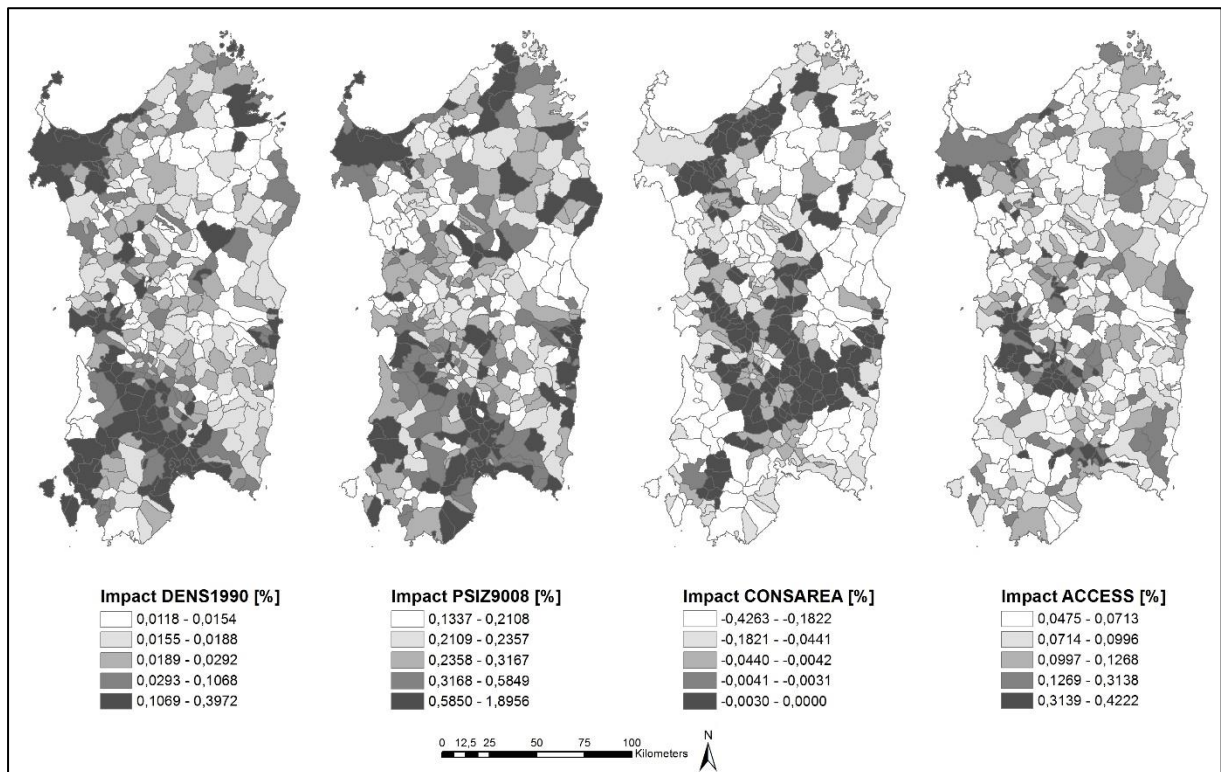 Impact DENS1990 [%]
0,0118 - 0,0154
0,0155 - 0,0188
0,0189 - 0,0292
0,0293 - 0,1068
0,1069 - 0,3972
Impact PSIZ9008 [%]
0,1337 - 0,2108
0,2109 - 0,2357
0,2358 - 0,3167
0,3168 - 0,5849
0,5850 - 1,8956
Impact CONSAREA [%]
-0,4263 - -0,1822
-0,1821 - -0,0441
-0,0440 - -0,0042
-0,0041 - -0,0031
-0,0030 - 0,0000
Impact ACCESS [%]
0,0475 - 0,0713
0,0714 - 0,0996
0,0997 - 0,1268
0,1269 - 0,3138
0,3139 - 0,4222
0 12,5 25 50 75 100
Kilometers
N